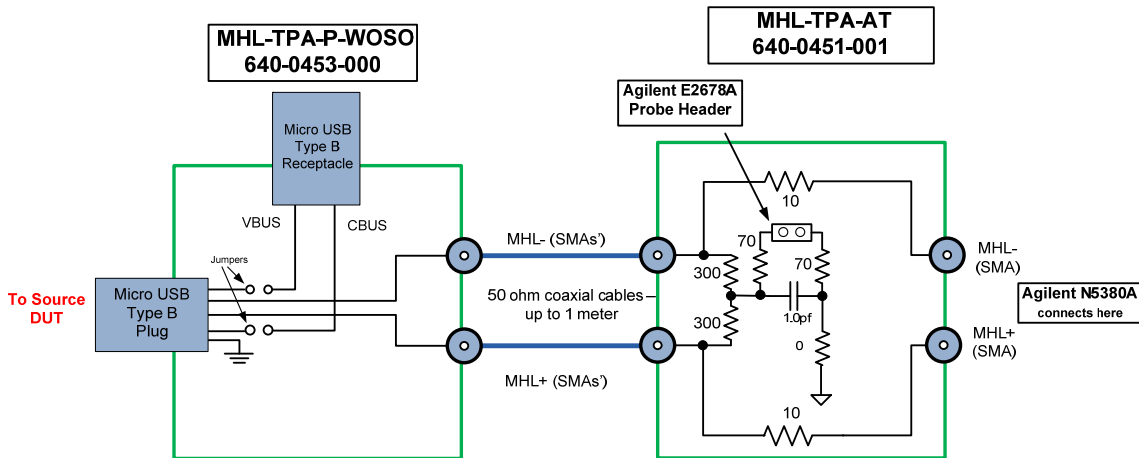 MHL-TPA-P-WOSO
640-0453-000
MHL-TPA-AT
640-0451-001
Agilent E2678A
Probe Header
Micro USB
Type B
Receptacle
VBUS
CBUS
Jumpers
To Source
DUT
Micro USB
Type B
Plug
MHL- (SMAs')
50 ohm coaxial cables
up to 1 meter
MHL+ (SMAs')
10
70
70
300
300
1.0pf
0
10
MHL-
(SMA)
Agilent N5380A
connects here
MHL+
(SMA)